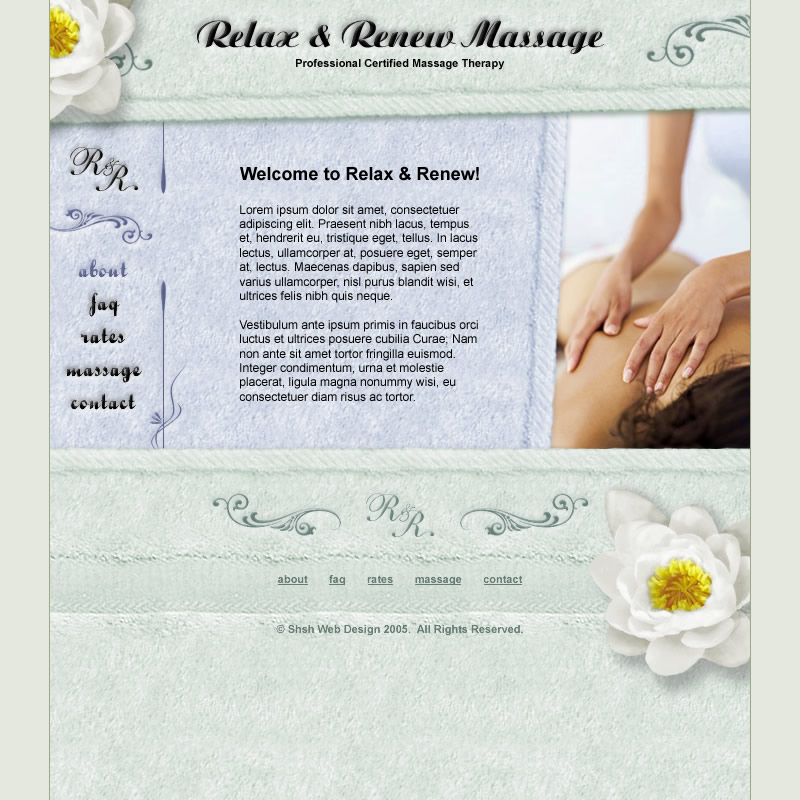 Relax & Renew Massage
Professional Certified Massage Therapy
R&R.
about
faq
rates
massage
contact
Welcome to Relax & Renew!
Lorem ipsum dolor sit amet, consectetuer
adipiscing elit. Praesent nibh lacus, tempus
et, hendrerit eu, tristique eget, tellus. In lacus
lectus, ullamcorper at, posuere eget, semper
at, lectus. Maecenas dapibus, sapien sed
varius ullamcorper, nisl purus blandit wisi, et
ultrices felis nibh quis neque.
Vestibulum ante ipsum primis in faucibus orci
luctus et ultrices posuere cubilia Curae; Nam
non ante sit amet tortor fringilla euismod.
Integer condimentum, urna et molestie
placerat, ligula magna nonummy wisi, eu
consectetuer diam risus ac tortor.
R&R.
about faq rates massage contact
© Shsh Web Design 2005. All Rights Reserved.